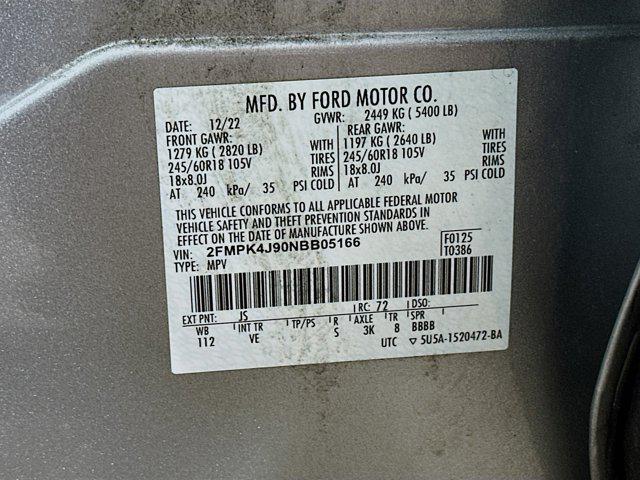 MFD. BY FORD MOTOR CO.
DATE: 12/22 GVWR: 2449 KG ( 5400 LB)
FRONT GAWR: REAR GAWR:
1279 KG ( 2820 LB) WITH 1197 KG ( 2640 LB) WITH
245/60R18 105V TIRES 245/60R18 105V TIRES
18x8.0J RIMS 18x8.0J RIMS
AT 240 kPa/ 35 PSI COLD AT 240 kPa/ 35 PSI COLD
THIS VEHICLE CONFORMS TO ALL APPLICABLE FEDERAL MOTOR
VEHICLE SAFETY AND THEFT PREVENTION STANDARDS IN
EFFECT ON THE DATE OF MANUFACTURE SHOWN ABOVE.
VIN: 2FMPK4J90NBB05166 F0125
TYPE: MPV T0386
EXT PNT: JS RC: 72 DSO:
WB INT TR TP/PS R AXLE TR SPR
112 VE S 3K 8 BBBB
UTC ▽ 5U5A-1520472-BA